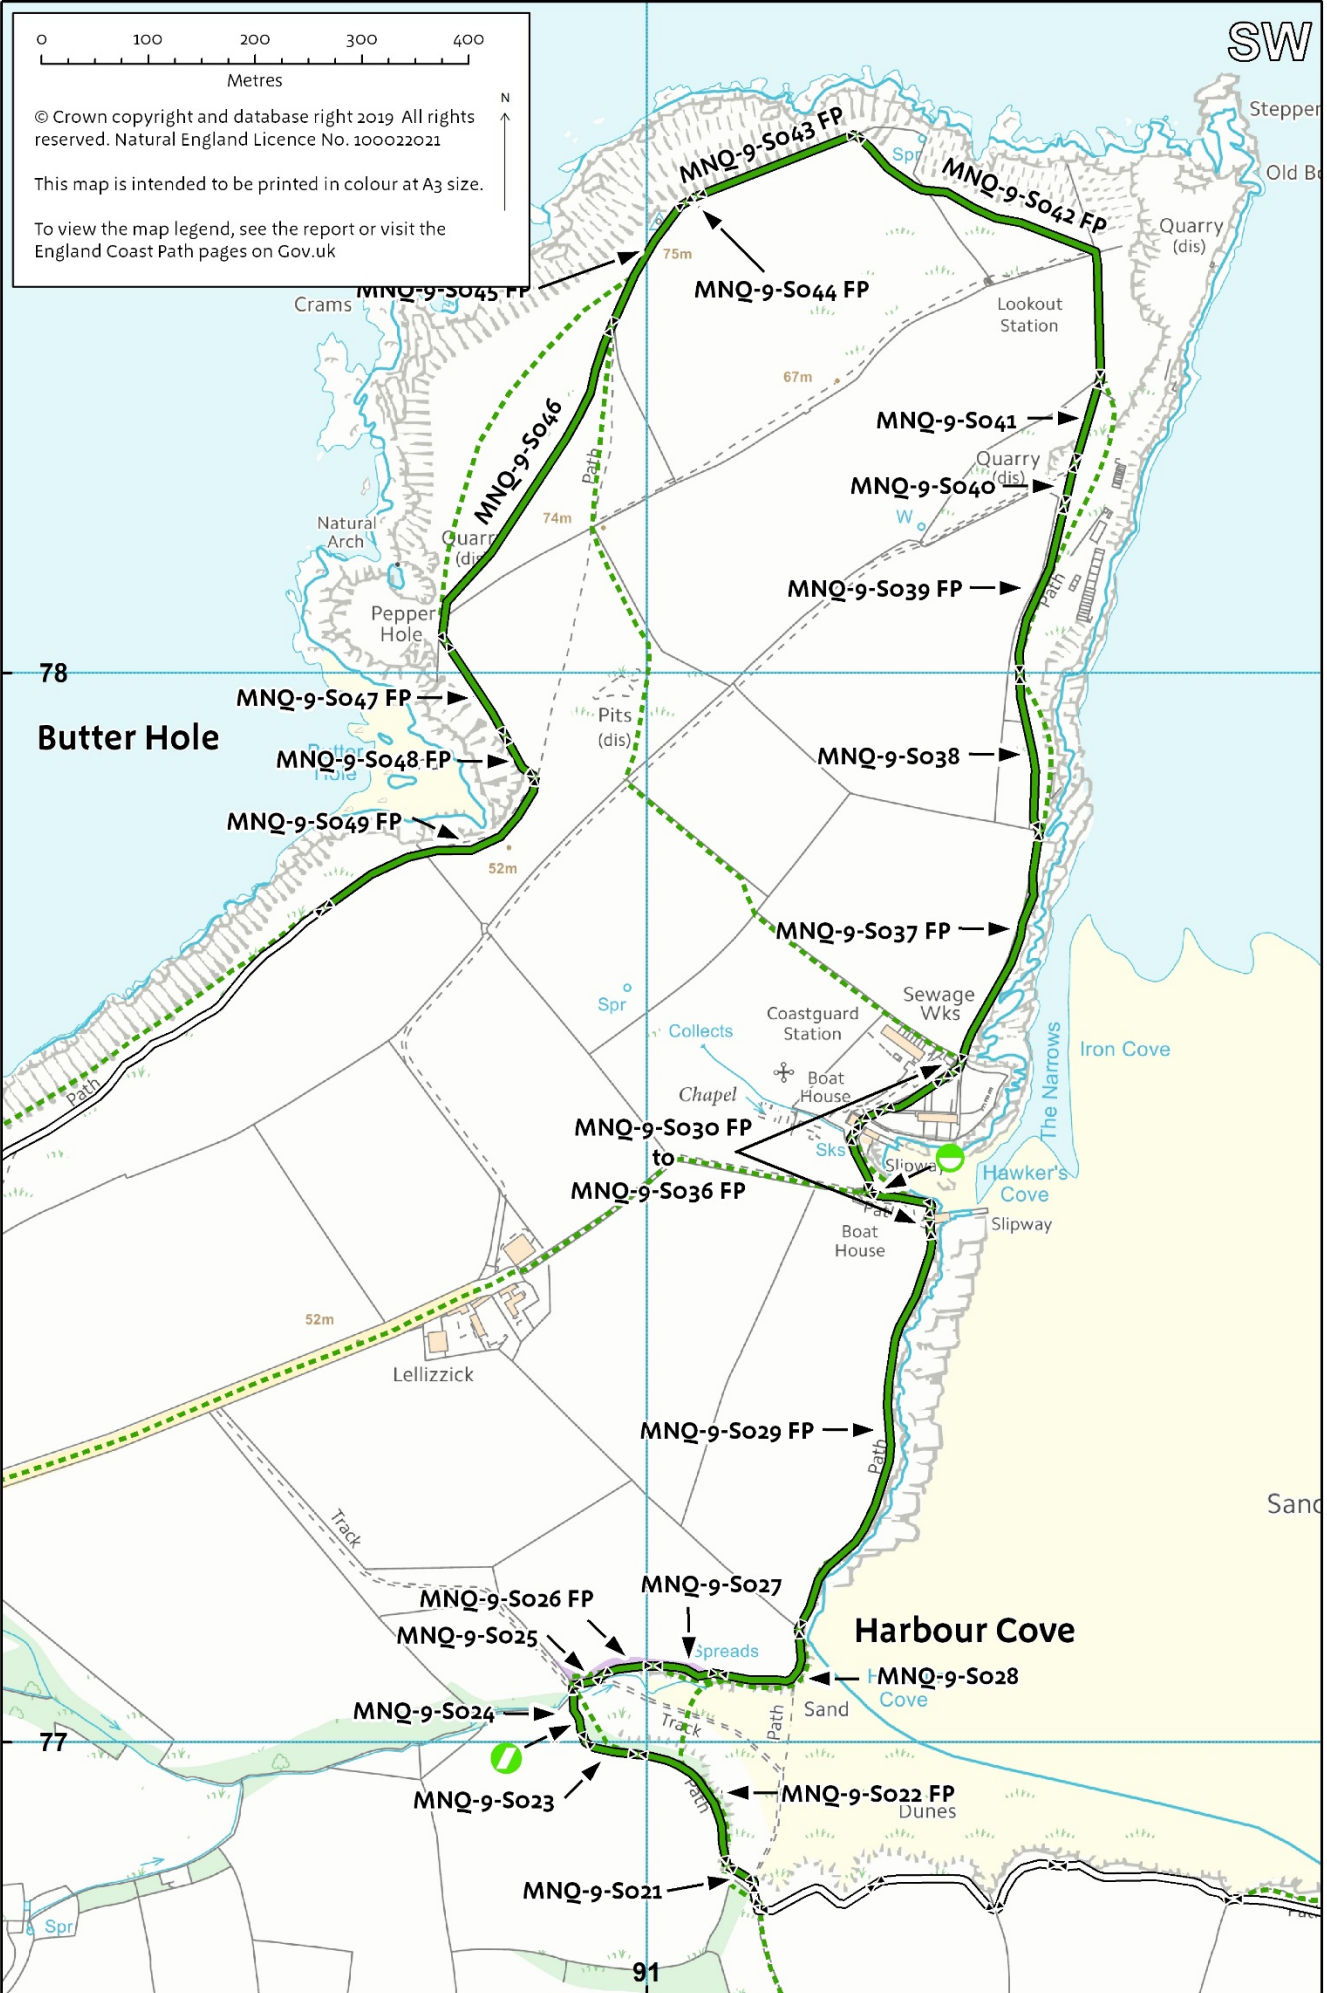 SW
0 100 200 300 400
Metres
N
© Crown copyright and database right 2019 All rights
reserved. Natural England Licence No. 100022021
This map is intended to be printed in colour at A3 size.
To view the map legend, see the report or visit the
England Coast Path pages on Gov.uk
Stepper
MNQ-9-S043 FP
Spr
Old
MNQ-9-S042 FP
Quarry
(dis)
75m
MNQ-9-S045 FP
MNQ-9-S044 FP
Crams
Lookout
Station
67m
MNQ-9-S041
MNQ-9-S046
Path
Quarry
(dis)
MNQ-9-S040
W
74m
Natural
Arch
Quarry
(dis)
MNQ-9-S039 FP
Path
Pepper
Hole
78
MNQ-9-S047 FP
Pits
(dis)
Butter Hole
Butter
Hole
MNQ-9-S048 FP
MNQ-9-S038
MNQ-9-S049 FP
52m
MNQ-9-S037 FP
Spr
Sewage
Wks
Coastguard
Station
Collects
Iron Cove
The Narrows
Path
Boat
House
Chapel
MNQ-9-S030 FP
to
MNQ-9-S036 FP
Sks
Slipway
Hawker's
Cove
Path
Slipway
Boat
House
52m
Lellizzick
MNQ-9-S029 FP
Path
Track
MNQ-9-S027
MNQ-9-S026 FP
MNQ-9-S025
Spreads
Harbour Cove
MNQ-9-S028
Cove
Sand
MNQ-9-S024
Track
Path
77
MNQ-9-S023
Path
MNQ-9-S022 FP
Dunes
MNQ-9-S021
Spr
91